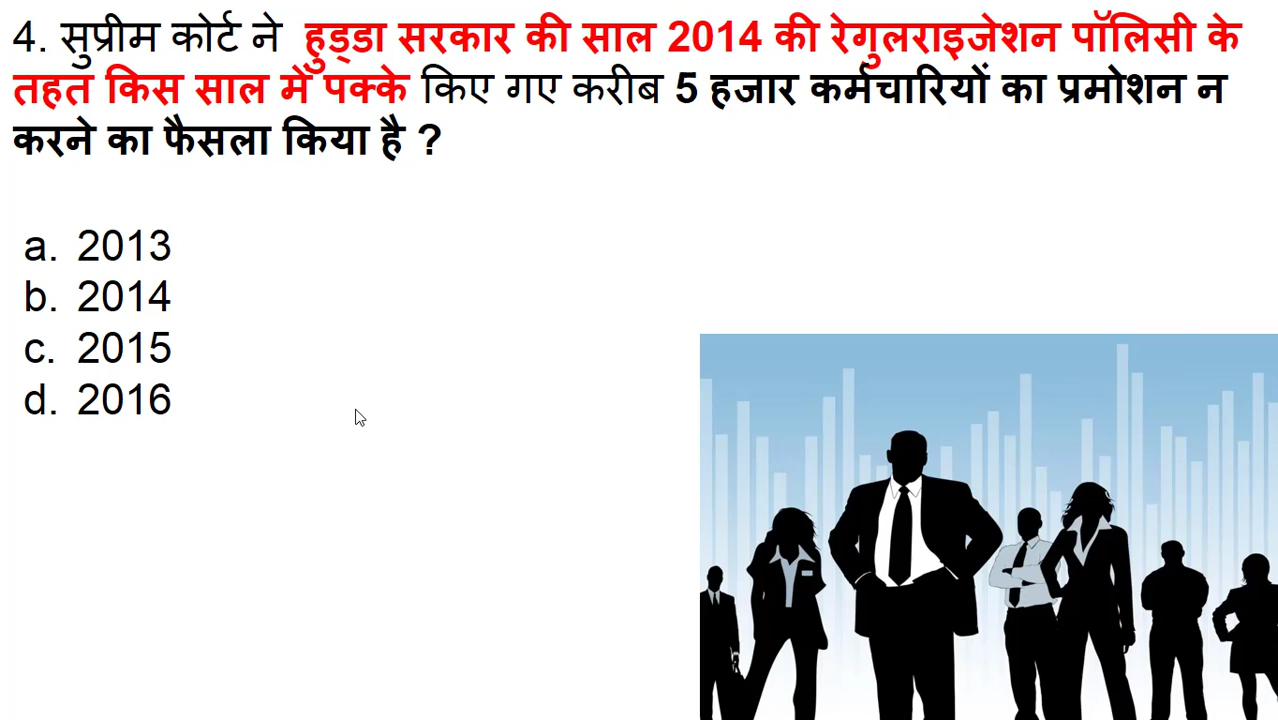 4. सुप्रीम कोर्ट ने हुड्डा सरकार की साल 2014 की रेगुलराइजेशन पॉलिसी के
तहत किस साल में पक्के किए गए करीब 5 हजार कर्मचारियों का प्रमोशन न
करने का फैसला किया है ?
a. 2013
b. 2014
c. 2015
d. 2016